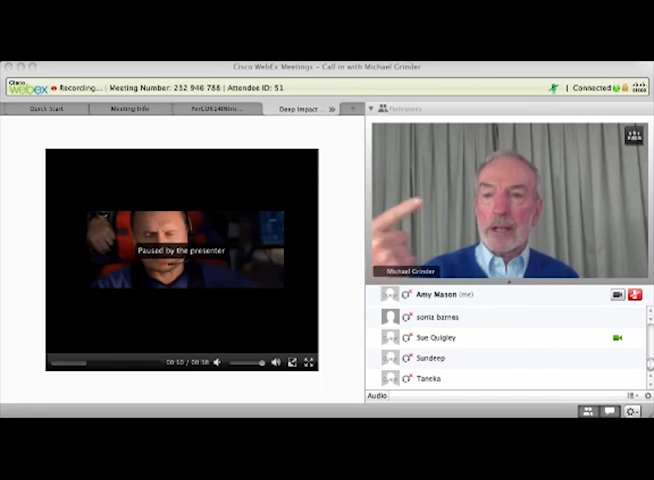 Cisco WebEx Meetings - Call in with Michael Grinder
Cisco webex Recording... | Meeting Number: 232 946 788 | Attendee ID: 51 | Connected
Quick Start Meeting Info Deep Impact ... Participants
Paused by the presenter
Michael Grinder
Amy Mason (me)
sonia barnes
Sue Quigley
Sundeep
Taneka
00:10 / 00:38
Audio